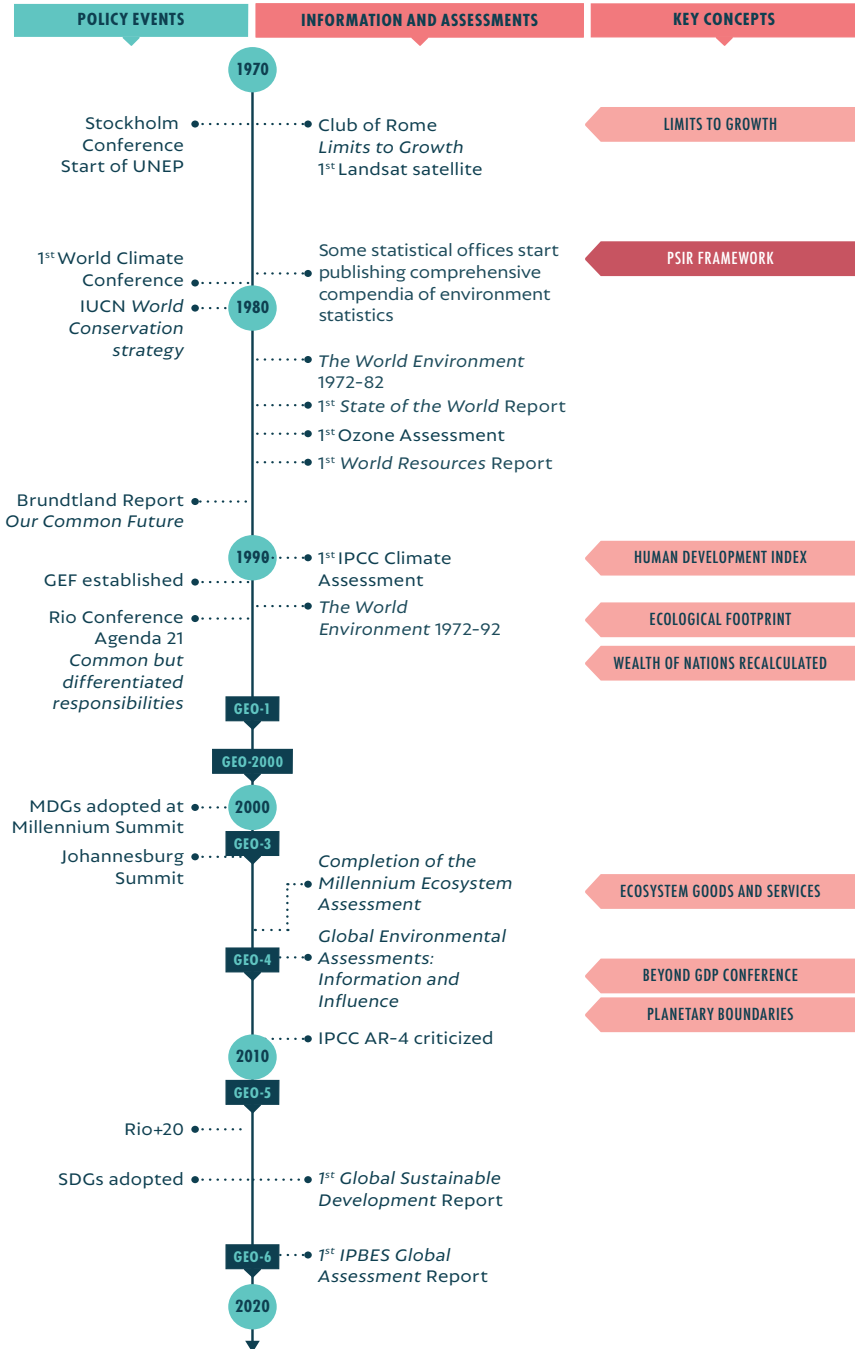 POLICY EVENTS
INFORMATION AND ASSESSMENTS
KEY CONCEPTS
1970
Stockholm
Conference
Start of UNEP
Club of Rome
Limits to Growth
1st Landsat satellite
LIMITS TO GROWTH
1st World Climate
Conference
Some statistical offices start
publishing comprehensive
compendia of environment
statistics
PSIR FRAMEWORK
IUCN World
Conservation
strategy
1980
The World Environment
1972-82
1st State of the World Report
1st Ozone Assessment
1st World Resources Report
Brundtland Report
Our Common Future
1990
1st IPCC Climate
Assessment
HUMAN DEVELOPMENT INDEX
GEF established
The World
Environment 1972-92
Rio Conference
Agenda 21
Common but
differentiated
responsibilities
ECOLOGICAL FOOTPRINT
WEALTH OF NATIONS RECALCULATED
GEO-1
GEO-2000
MDGs adopted at
Millennium Summit
2000
GEO-3
Johannesburg
Summit
Completion of the
Millennium Ecosystem
Assessment
ECOSYSTEM GOODS AND SERVICES
GEO-4
Global Environmental
Assessments:
Information and
Influence
BEYOND GDP CONFERENCE
PLANETARY BOUNDARIES
IPCC AR-4 criticized
2010
GEO-5
Rio+20
SDGs adopted
1st Global Sustainable
Development Report
GEO-6
1st IPBES Global
Assessment Report
2020